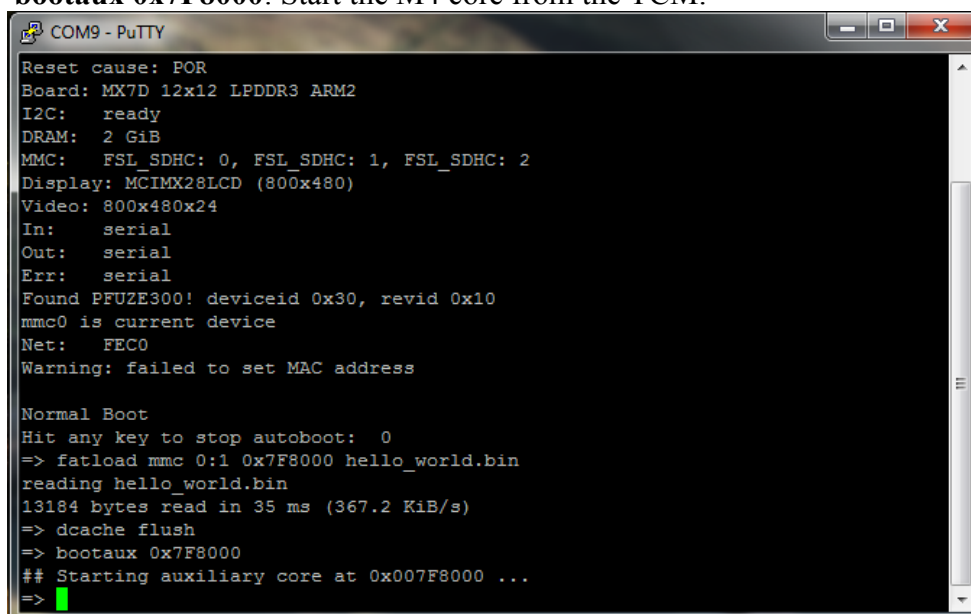 bootaux 0x7F8000: Start the M4 core from the TCM.
COM9 - PuTTY
Reset cause: POR
Board: MX7D 12x12 LPDDR3 ARM2
I2C:   ready
DRAM:  2 GiB
MMC:   FSL_SDHC: 0, FSL_SDHC: 1, FSL_SDHC: 2
Display: MCIMX28LCD (800x480)
Video: 800x480x24
In:    serial
Out:   serial
Err:   serial
Found PFUZE300! deviceid 0x30, revid 0x10
mmc0 is current device
Net:   FEC0
Warning: failed to set MAC address
Normal Boot
Hit any key to stop autoboot:  0
=> fatload mmc 0:1 0x7F8000 hello_world.bin
reading hello_world.bin
13184 bytes read in 35 ms (367.2 KiB/s)
=> dcache flush
=> bootaux 0x7F8000
## Starting auxiliary core at 0x007F8000 ...
=>